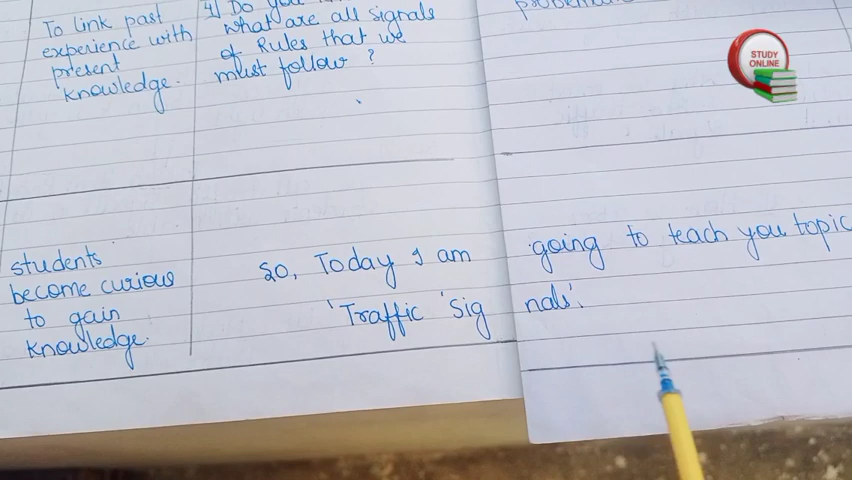 To link past
experience with
present
knowledge.
4) Do you
what are all signals
of Rules that we
must follow ?
STUDY
ONLINE
students
become curious
to gain
knowledge.
So, Today I am going to teach you topic
'Traffic 'sig nals'.